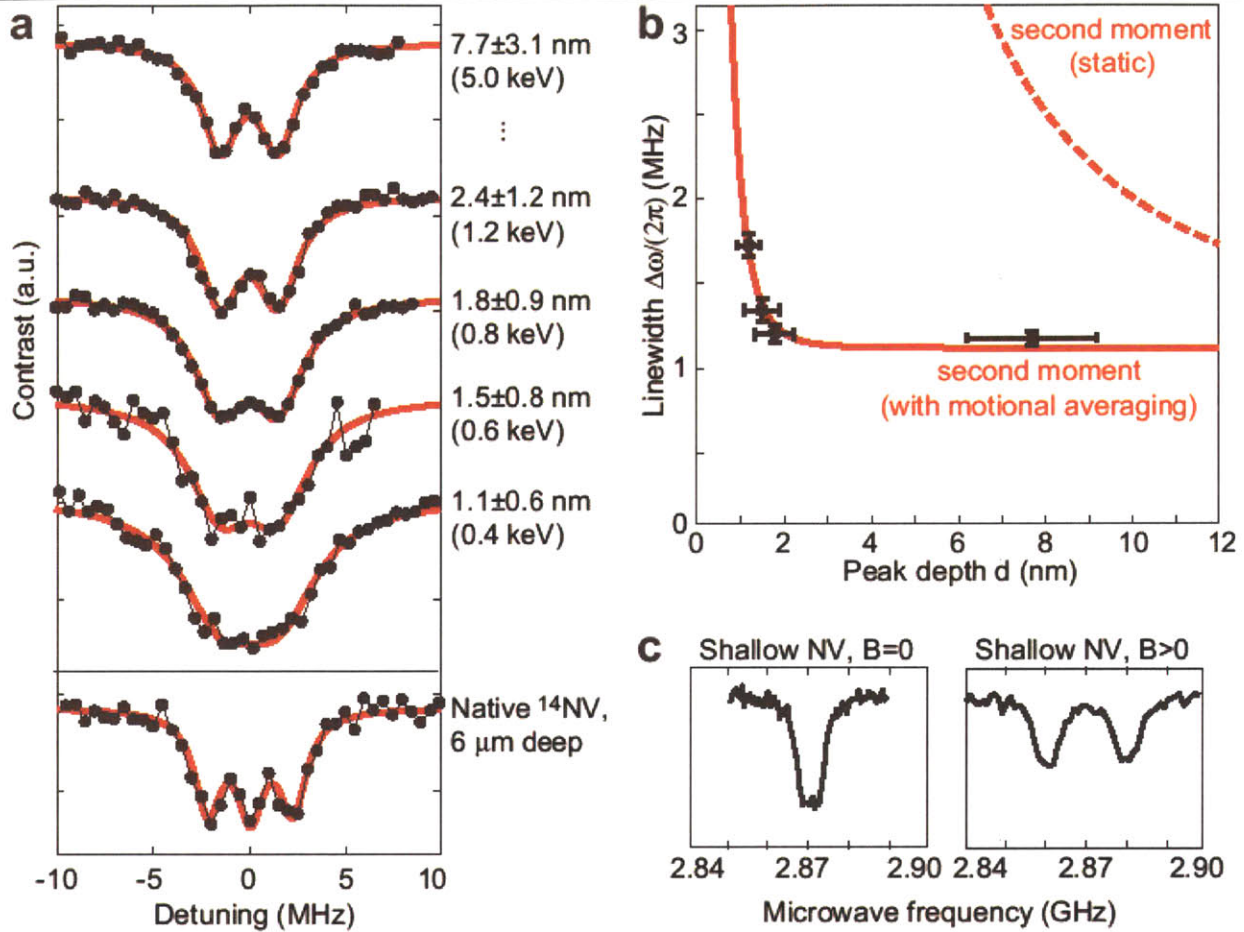 a
7.7±3.1 nm
(5.0 keV)
⋮
2.4±1.2 nm
(1.2 keV)
1.8±0.9 nm
(0.8 keV)
1.5±0.8 nm
(0.6 keV)
1.1±0.6 nm
(0.4 keV)
Native ¹⁴NV,
6 µm deep
Contrast (a.u.)
-10 -5 0 5 10
Detuning (MHz)
b
3
2
1
0
Linewidth Δω/(2π) (MHz)
second moment
(static)
second moment
(with motional averaging)
0 2 4 6 8 10 12
Peak depth d (nm)
c
Shallow NV, B=0
Shallow NV, B>0
2.84 2.87 2.90
2.84 2.87 2.90
Microwave frequency (GHz)